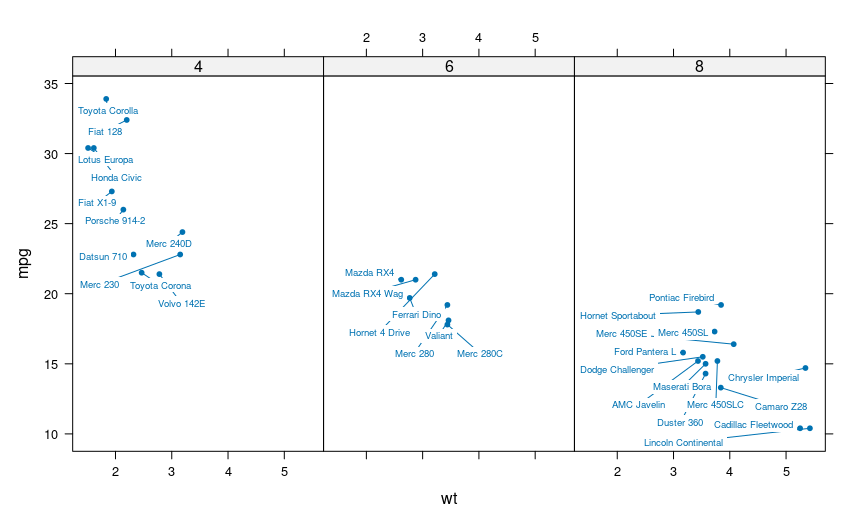 2 3 4 5
4 6 8
35
Toyota Corolla
Fiat 128
30
Lotus Europa
Honda Civic
Fiat X1-9
Porsche 914-2
25
Merc 240D
Datsun 710
Merc 230
Toyota Corona
Volvo 142E
20
15
10
mpg
Mazda RX4
Mazda RX4 Wag
Ferrari Dino
Hornet 4 Drive
Valiant
Merc 280
Merc 280C
Pontiac Firebird
Hornet Sportabout
Merc 450SE
Merc 450SL
Ford Pantera L
Dodge Challenger
Chrysler Imperial
Maserati Bora
AMC Javelin
Merc 450SLC
Camaro Z28
Duster 360
Cadillac Fleetwood
Lincoln Continental
2 3 4 5
2 3 4 5
wt